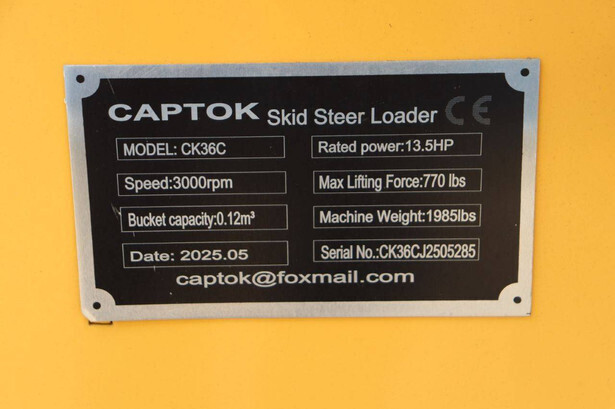 CAPTOK Skid Steer Loader CE
MODEL: CK36C
Rated power:13.5HP
Speed:3000rpm
Max Lifting Force:770 lbs
Bucket capacity:0.12m³
Machine Weight:1985lbs
Date: 2025.05
Serial No.:CK36CJ2505285
captok@foxmail.com